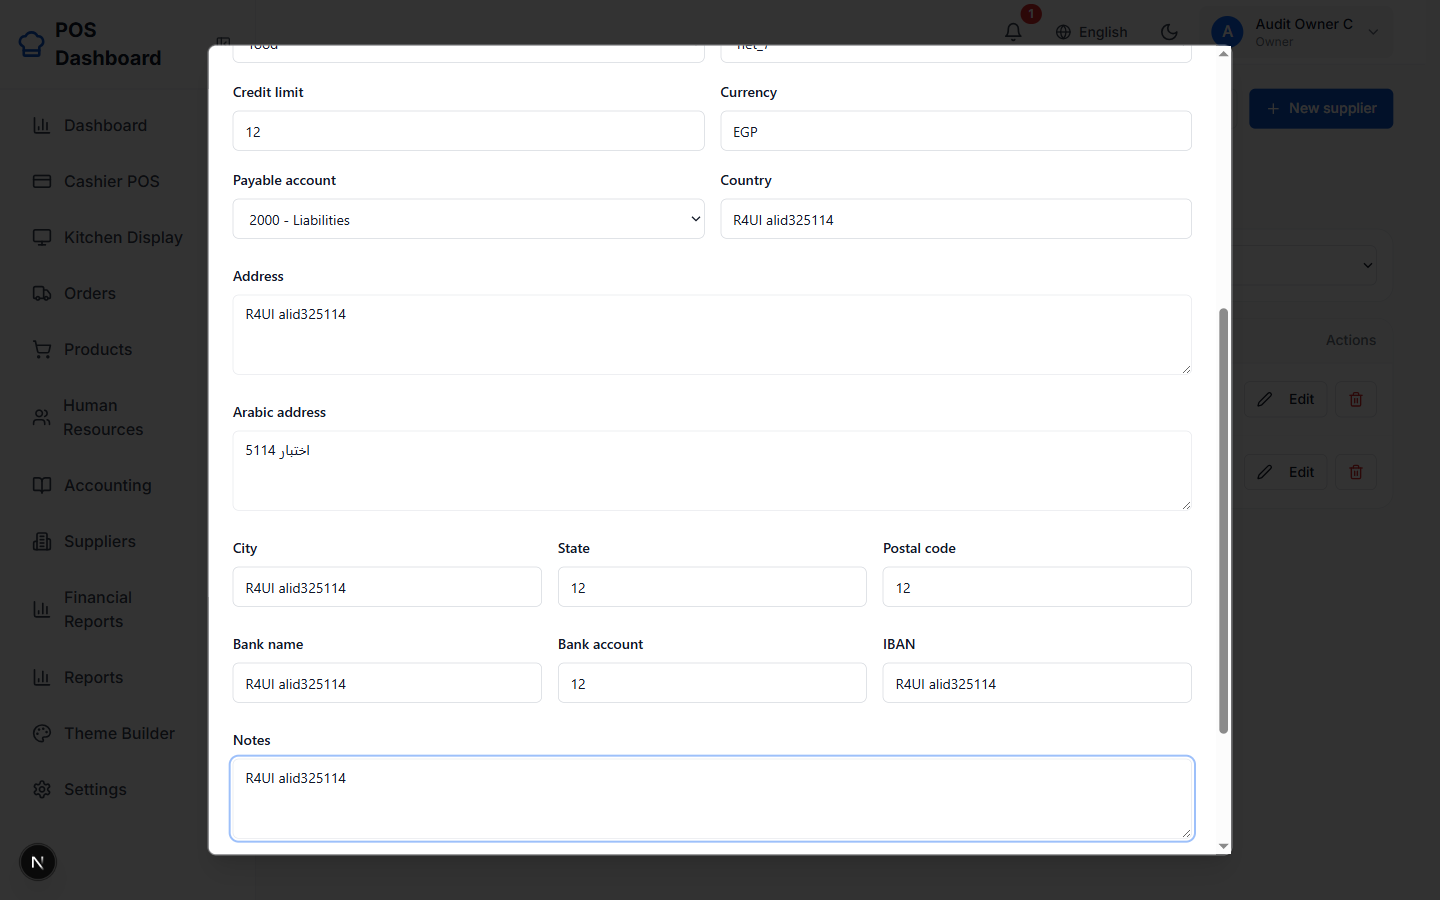 POS
Dashboard
1
English
A
Audit Owner C
Owner
Dashboard
Cashier POS
Kitchen Display
Orders
Products
Human
Resources
Accounting
Suppliers
Financial
Reports
Reports
Theme Builder
Settings
N
New supplier
Actions
Edit
Edit
food
net_7
Credit limit
Currency
12
EGP
Payable account
Country
2000 - Liabilities
R4UI alid325114
Address
R4UI alid325114
Arabic address
اختبار 5114
City
State
Postal code
R4UI alid325114
12
12
Bank name
Bank account
IBAN
R4UI alid325114
12
R4UI alid325114
Notes
R4UI alid325114